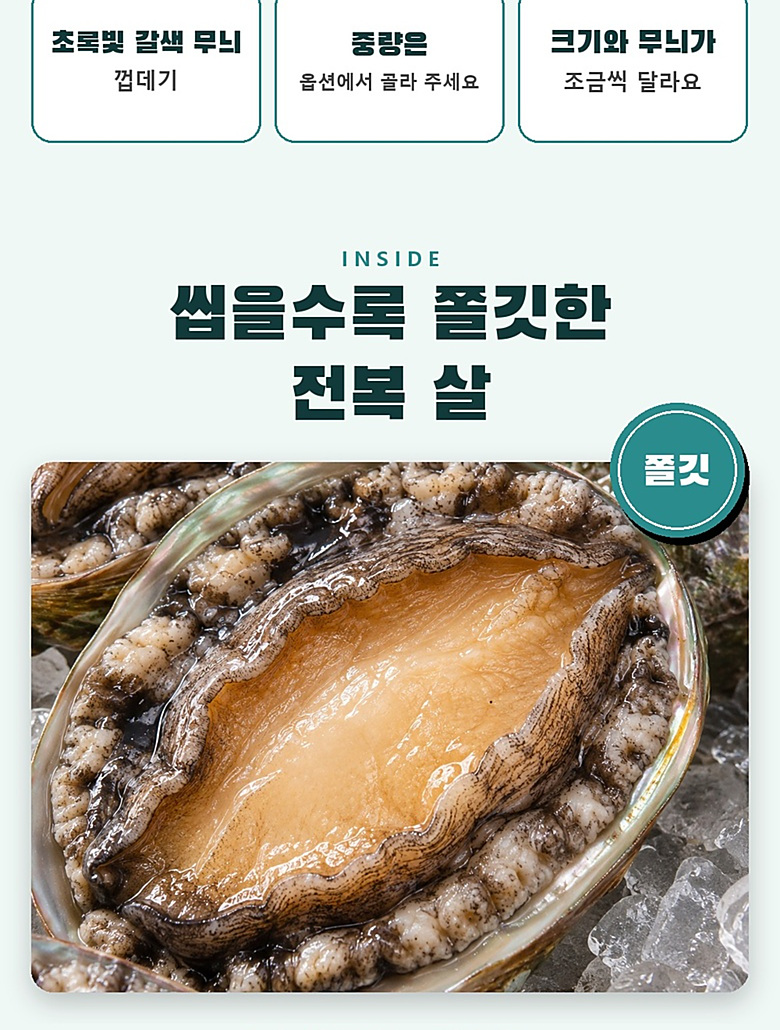 초록빛 갈색 무늬
껍데기
중량은
옵션에서 골라 주세요
크기와 무늬가
조금씩 달라요
INSIDE
씹을수록 쫄깃한
전복 살
쫄깃